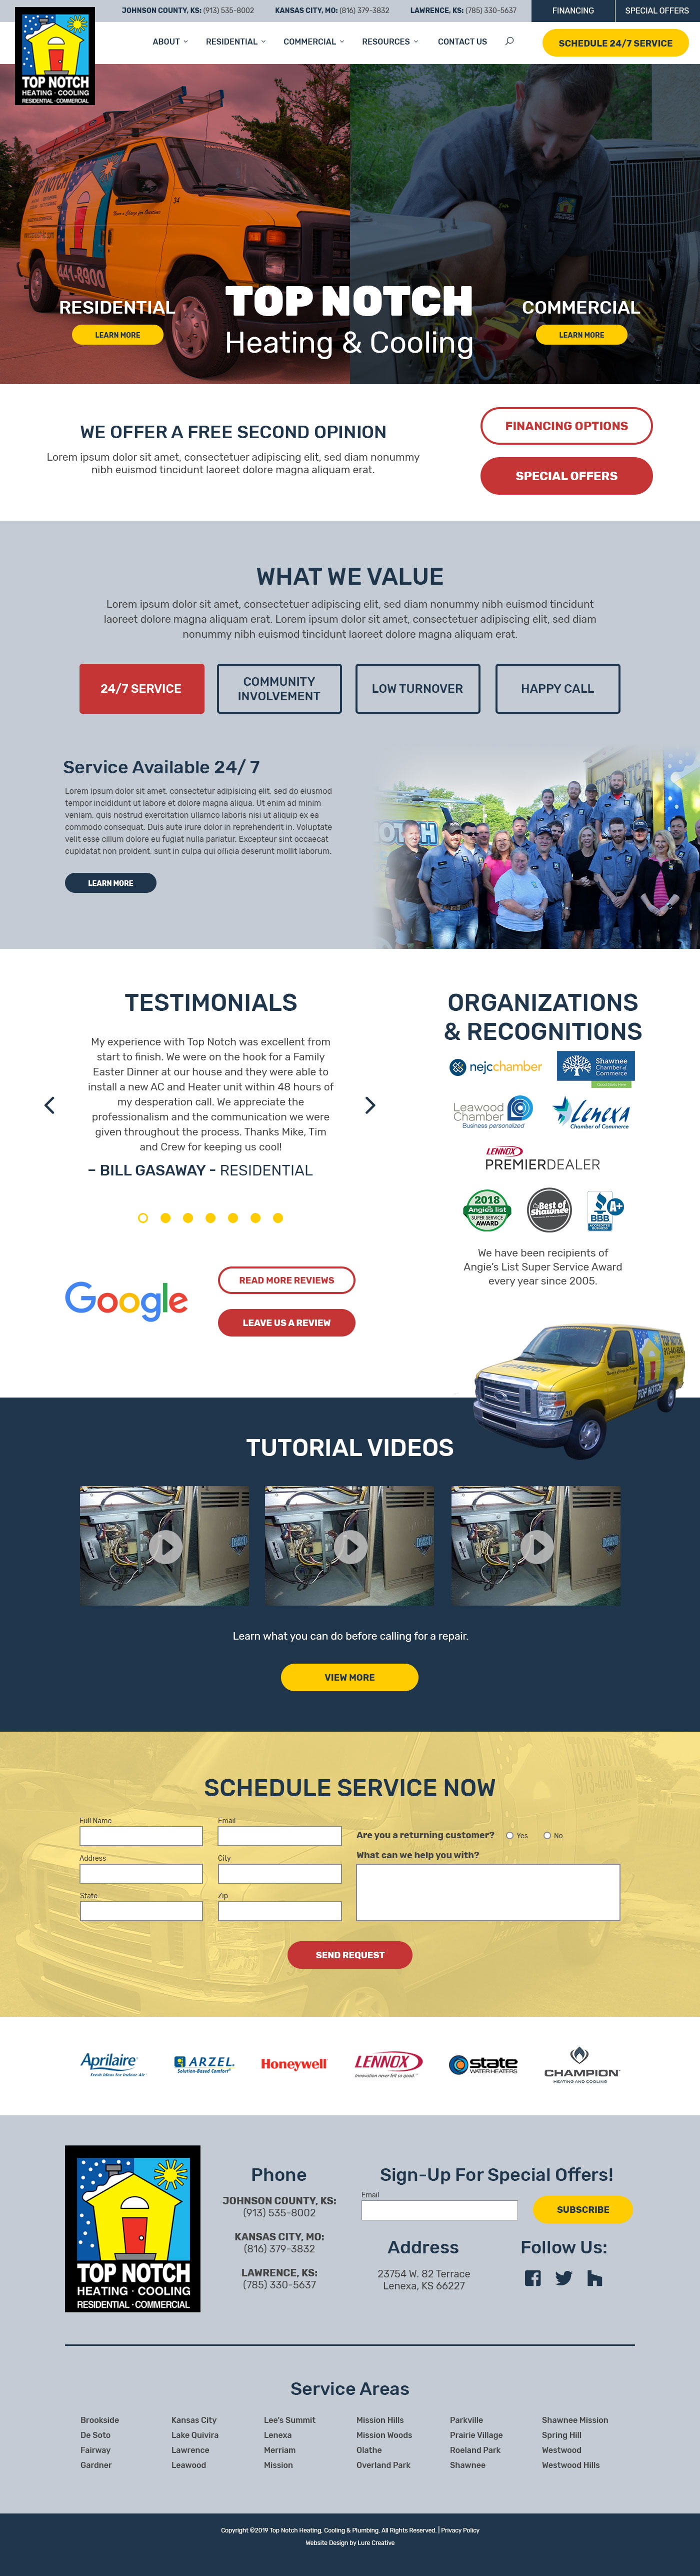 JOHNSON COUNTY, KS: (913) 535-8002
KANSAS CITY, MO: (816) 379-3832
LAWRENCE, KS: (785) 330-5637
FINANCING
SPECIAL OFFERS
TOP NOTCH
HEATING · COOLING
RESIDENTIAL · COMMERCIAL
ABOUT
RESIDENTIAL
COMMERCIAL
RESOURCES
CONTACT US
SCHEDULE 24/7 SERVICE
TOP NOTCH
34
441-8900
RESIDENTIAL
LEARN MORE
TOP NOTCH
Heating & Cooling
COMMERCIAL
LEARN MORE
WE OFFER A FREE SECOND OPINION
Lorem ipsum dolor sit amet, consectetuer adipiscing elit, sed diam nonummy
nibh euismod tincidunt laoreet dolore magna aliquam erat.
FINANCING OPTIONS
SPECIAL OFFERS
WHAT WE VALUE
Lorem ipsum dolor sit amet, consectetuer adipiscing elit, sed diam nonummy nibh euismod tincidunt
laoreet dolore magna aliquam erat. Lorem ipsum dolor sit amet, consectetuer adipiscing elit, sed diam
nonummy nibh euismod tincidunt laoreet dolore magna aliquam erat.
24/7 SERVICE
COMMUNITY
INVOLVEMENT
LOW TURNOVER
HAPPY CALL
Service Available 24/ 7
Lorem ipsum dolor sit amet, consectetur adipisicing elit, sed do eiusmod
tempor incididunt ut labore et dolore magna aliqua. Ut enim ad minim
veniam, quis nostrud exercitation ullamco laboris nisi ut aliquip ex ea
commodo consequat. Duis aute irure dolor in reprehenderit in. Voluptate
velit esse cillum dolore eu fugiat nulla pariatur. Excepteur sint occaecat
cupidatat non proident, sunt in culpa qui officia deserunt mollit laborum.
LEARN MORE
TESTIMONIALS
My experience with Top Notch was excellent from
start to finish. We were on the hook for a Family
Easter Dinner at our house and they were able to
install a new AC and Heater unit within 48 hours of
my desperation call. We appreciate the
professionalism and the communication we were
given throughout the process. Thanks Mike, Tim
and Crew for keeping us cool!
– BILL GASAWAY - RESIDENTIAL
Google
READ MORE REVIEWS
LEAVE US A REVIEW
ORGANIZATIONS
& RECOGNITIONS
nejcchamber
Shawnee
Chamber of
Commerce
Leawood
Chamber
Business personalized
Lenexa
Chamber of Commerce
LENNOX
PREMIERDEALER
2018
Angie's list
SUPER SERVICE
AWARD
Best of
Shawnee
BBB
A+
ACCREDITED
BUSINESS
We have been recipients of
Angie's List Super Service Award
every year since 2005.
TOP NOTCH
TUTORIAL VIDEOS
Learn what you can do before calling for a repair.
VIEW MORE
SCHEDULE SERVICE NOW
Full Name
Email
Address
City
State
Zip
Are you a returning customer?
Yes
No
What can we help you with?
SEND REQUEST
Aprilaire
Fresh Ideas For Indoor Air
ARZEL
Solution-Based Comfort
Honeywell
LENNOX
Innovation never felt so good.
state
WATER HEATERS
CHAMPION
HEATING AND COOLING
TOP NOTCH
HEATING · COOLING
RESIDENTIAL · COMMERCIAL
Phone
JOHNSON COUNTY, KS:
(913) 535-8002
KANSAS CITY, MO:
(816) 379-3832
LAWRENCE, KS:
(785) 330-5637
Sign-Up For Special Offers!
Email
SUBSCRIBE
Address
23754 W. 82 Terrace
Lenexa, KS 66227
Follow Us:
Service Areas
Brookside
De Soto
Fairway
Gardner
Kansas City
Lake Quivira
Lawrence
Leawood
Lee's Summit
Lenexa
Merriam
Mission
Mission Hills
Mission Woods
Olathe
Overland Park
Parkville
Prairie Village
Roeland Park
Shawnee
Shawnee Mission
Spring Hill
Westwood
Westwood Hills
Copyright ©2019 Top Notch Heating, Cooling & Plumbing. All Rights Reserved. | Privacy Policy
Website Design by Lure Creative